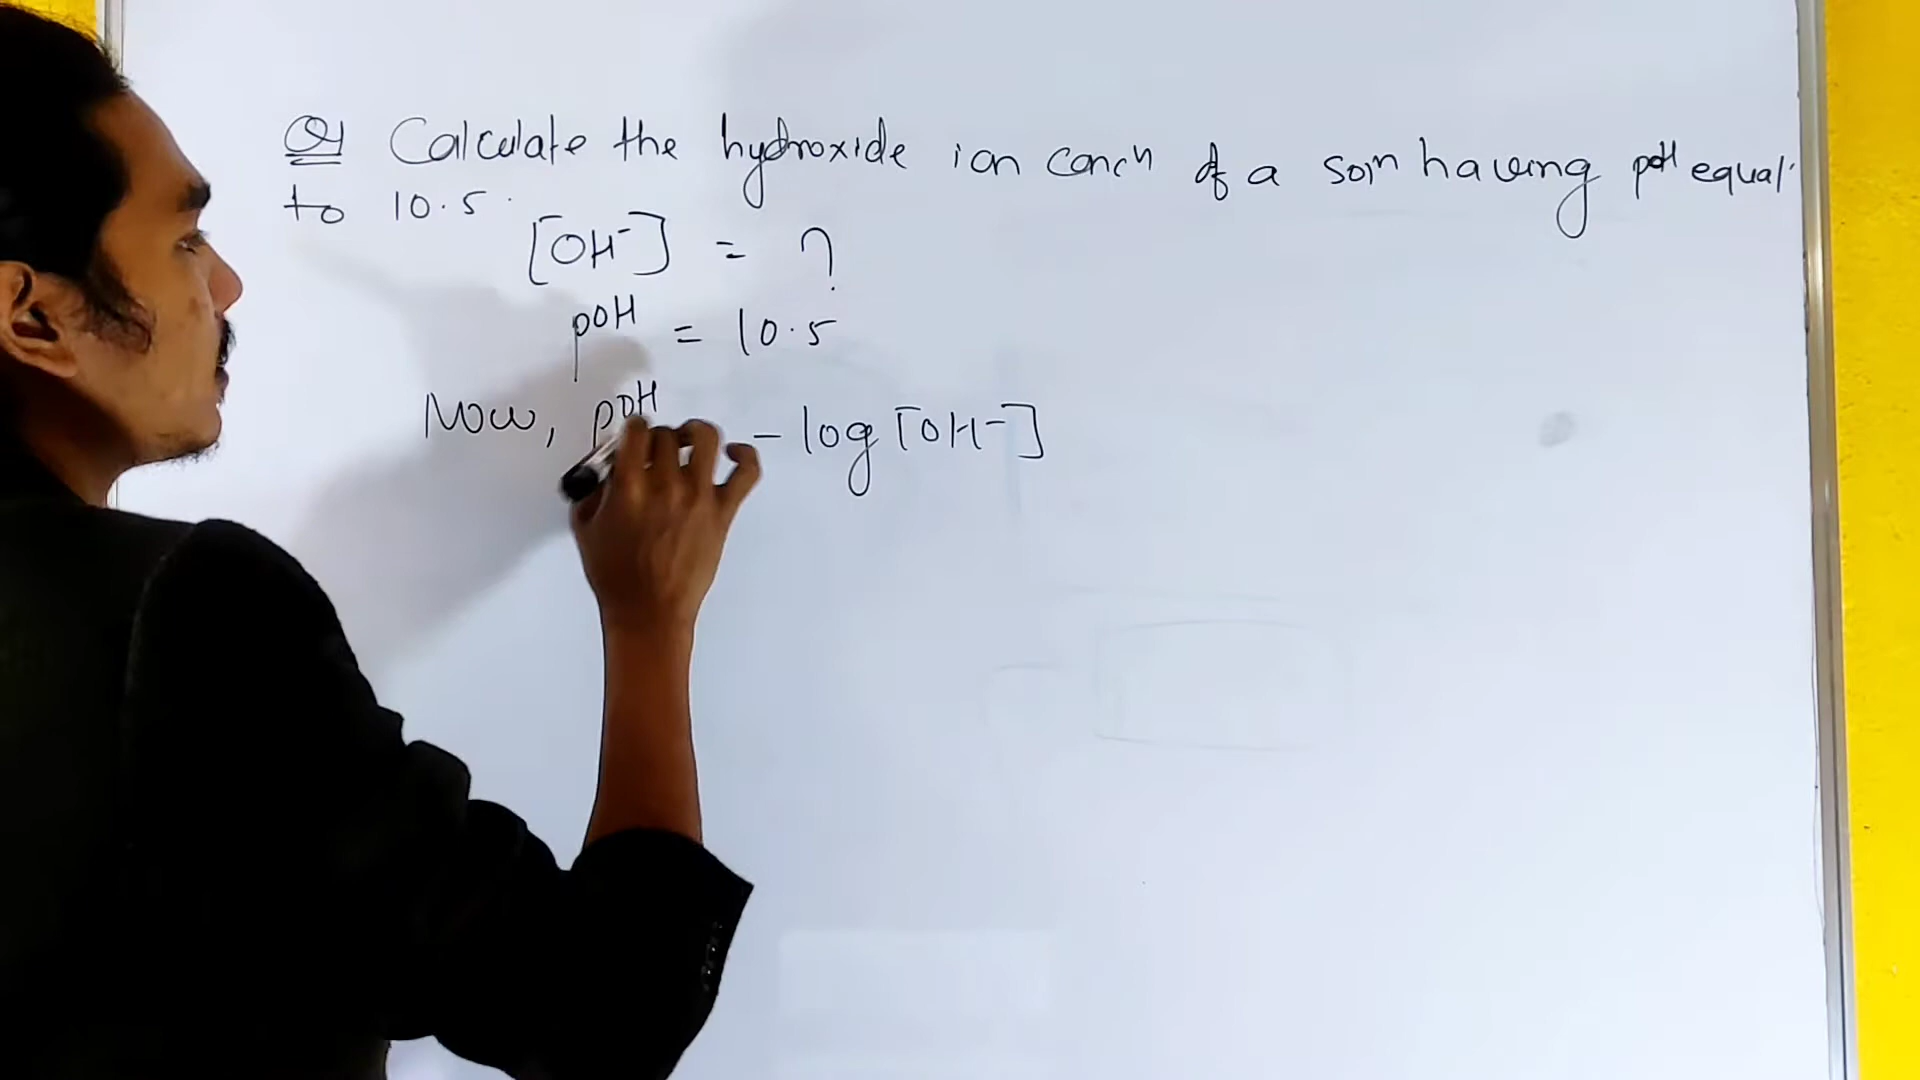 Q1 Calculate the hydroxide ion concn of a soln having pOH equal
to 10.5.
[OH-] = ?
pOH = 10.5
Now, pOH - log [OH-]